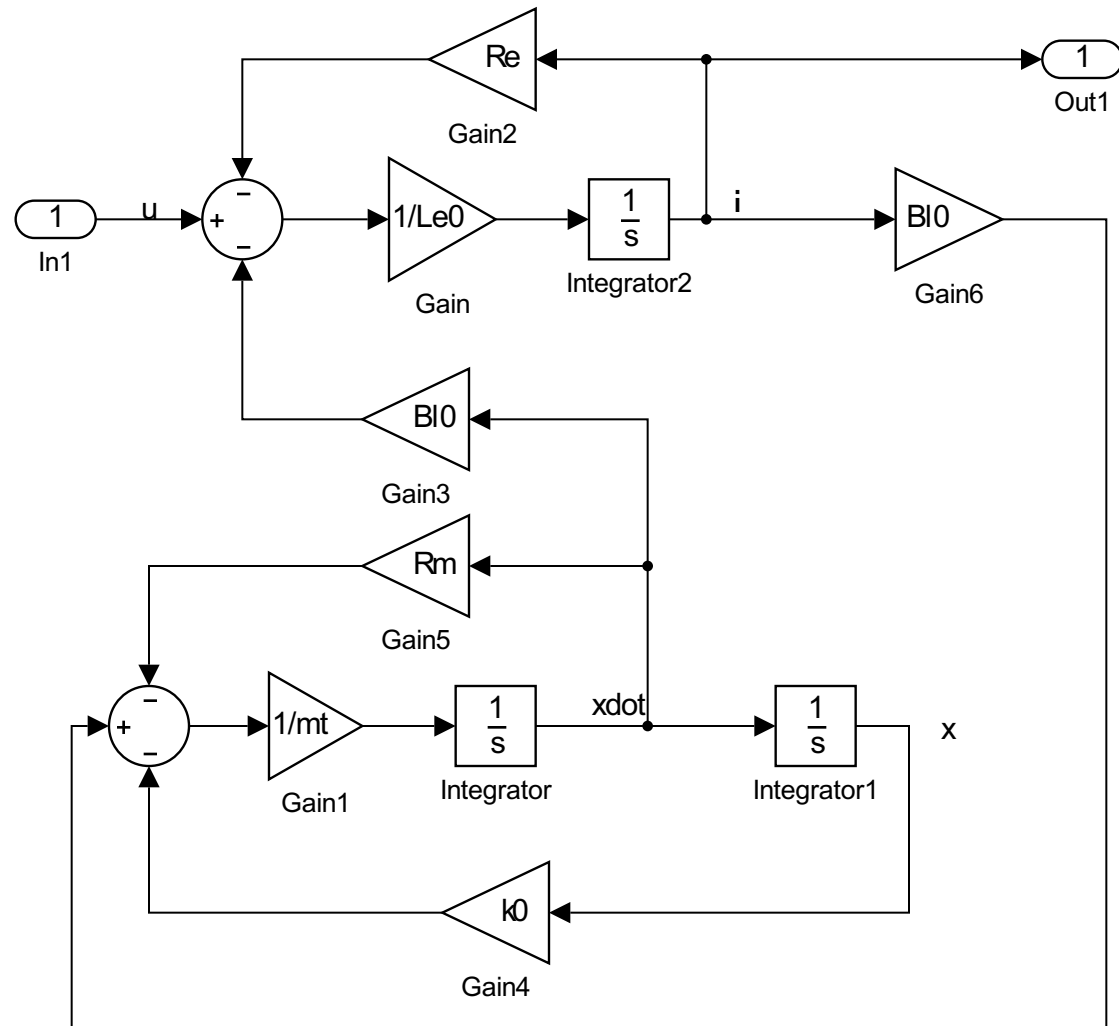 Re
1
Gain2
Out1
−
1/Le0
1
s
i
Bl0
1
u
+
−
In1
Integrator2
Gain
Gain6
Bl0
Gain3
Rm
Gain5
−
+
−
1/mt
1
s
xdot
1
s
x
Integrator
Integrator1
Gain1
k0
Gain4